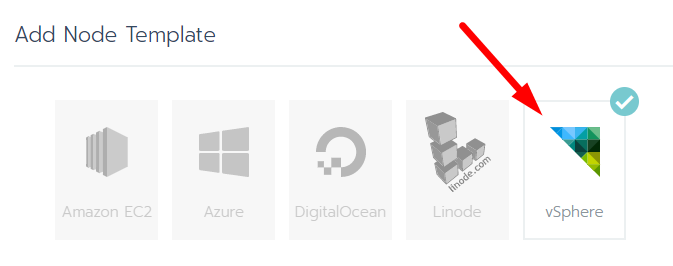 Add Node Template
linode.com
Amazon EC2
Azure
DigitalOcean
Linode
vSphere